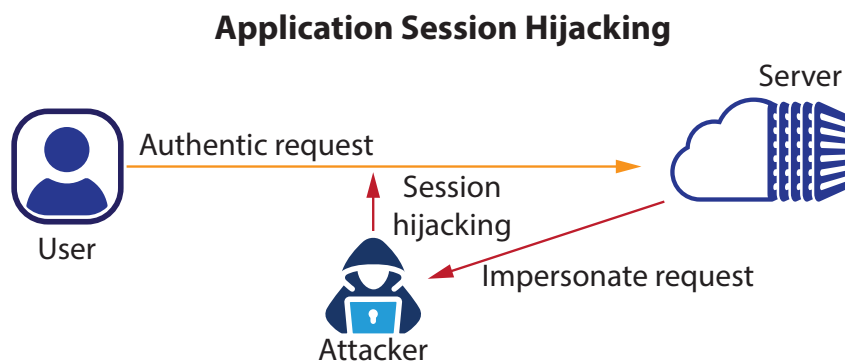 Application Session Hijacking
Server
Authentic request
Session
hijacking
User
Impersonate request
Attacker